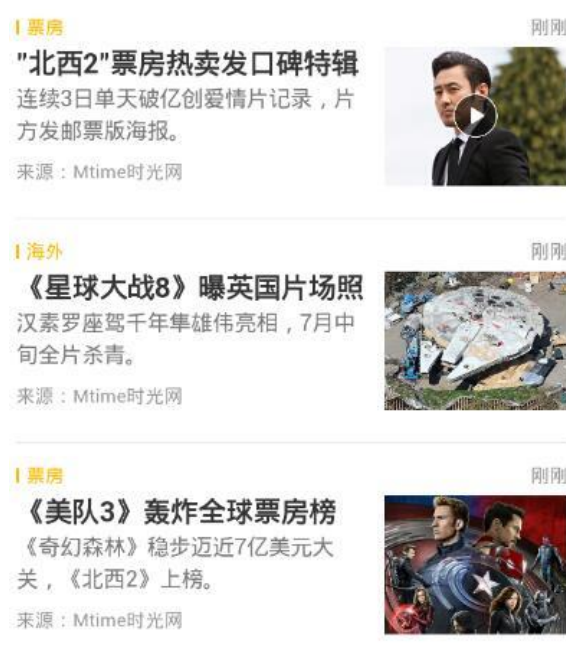 票房
刚刚
"北西2"票房热卖发口碑特辑
连续3日单天破亿创爱情片记录，片
方发邮票版海报。
来源：Mtime时光网
海外
刚刚
《星球大战8》曝英国片场照
汉素罗座驾千年隼雄伟亮相，7月中
旬全片杀青。
来源：Mtime时光网
票房
刚刚
《美队3》轰炸全球票房榜
《奇幻森林》稳步迈近7亿美元大
关，《北西2》上榜。
来源：Mtime时光网